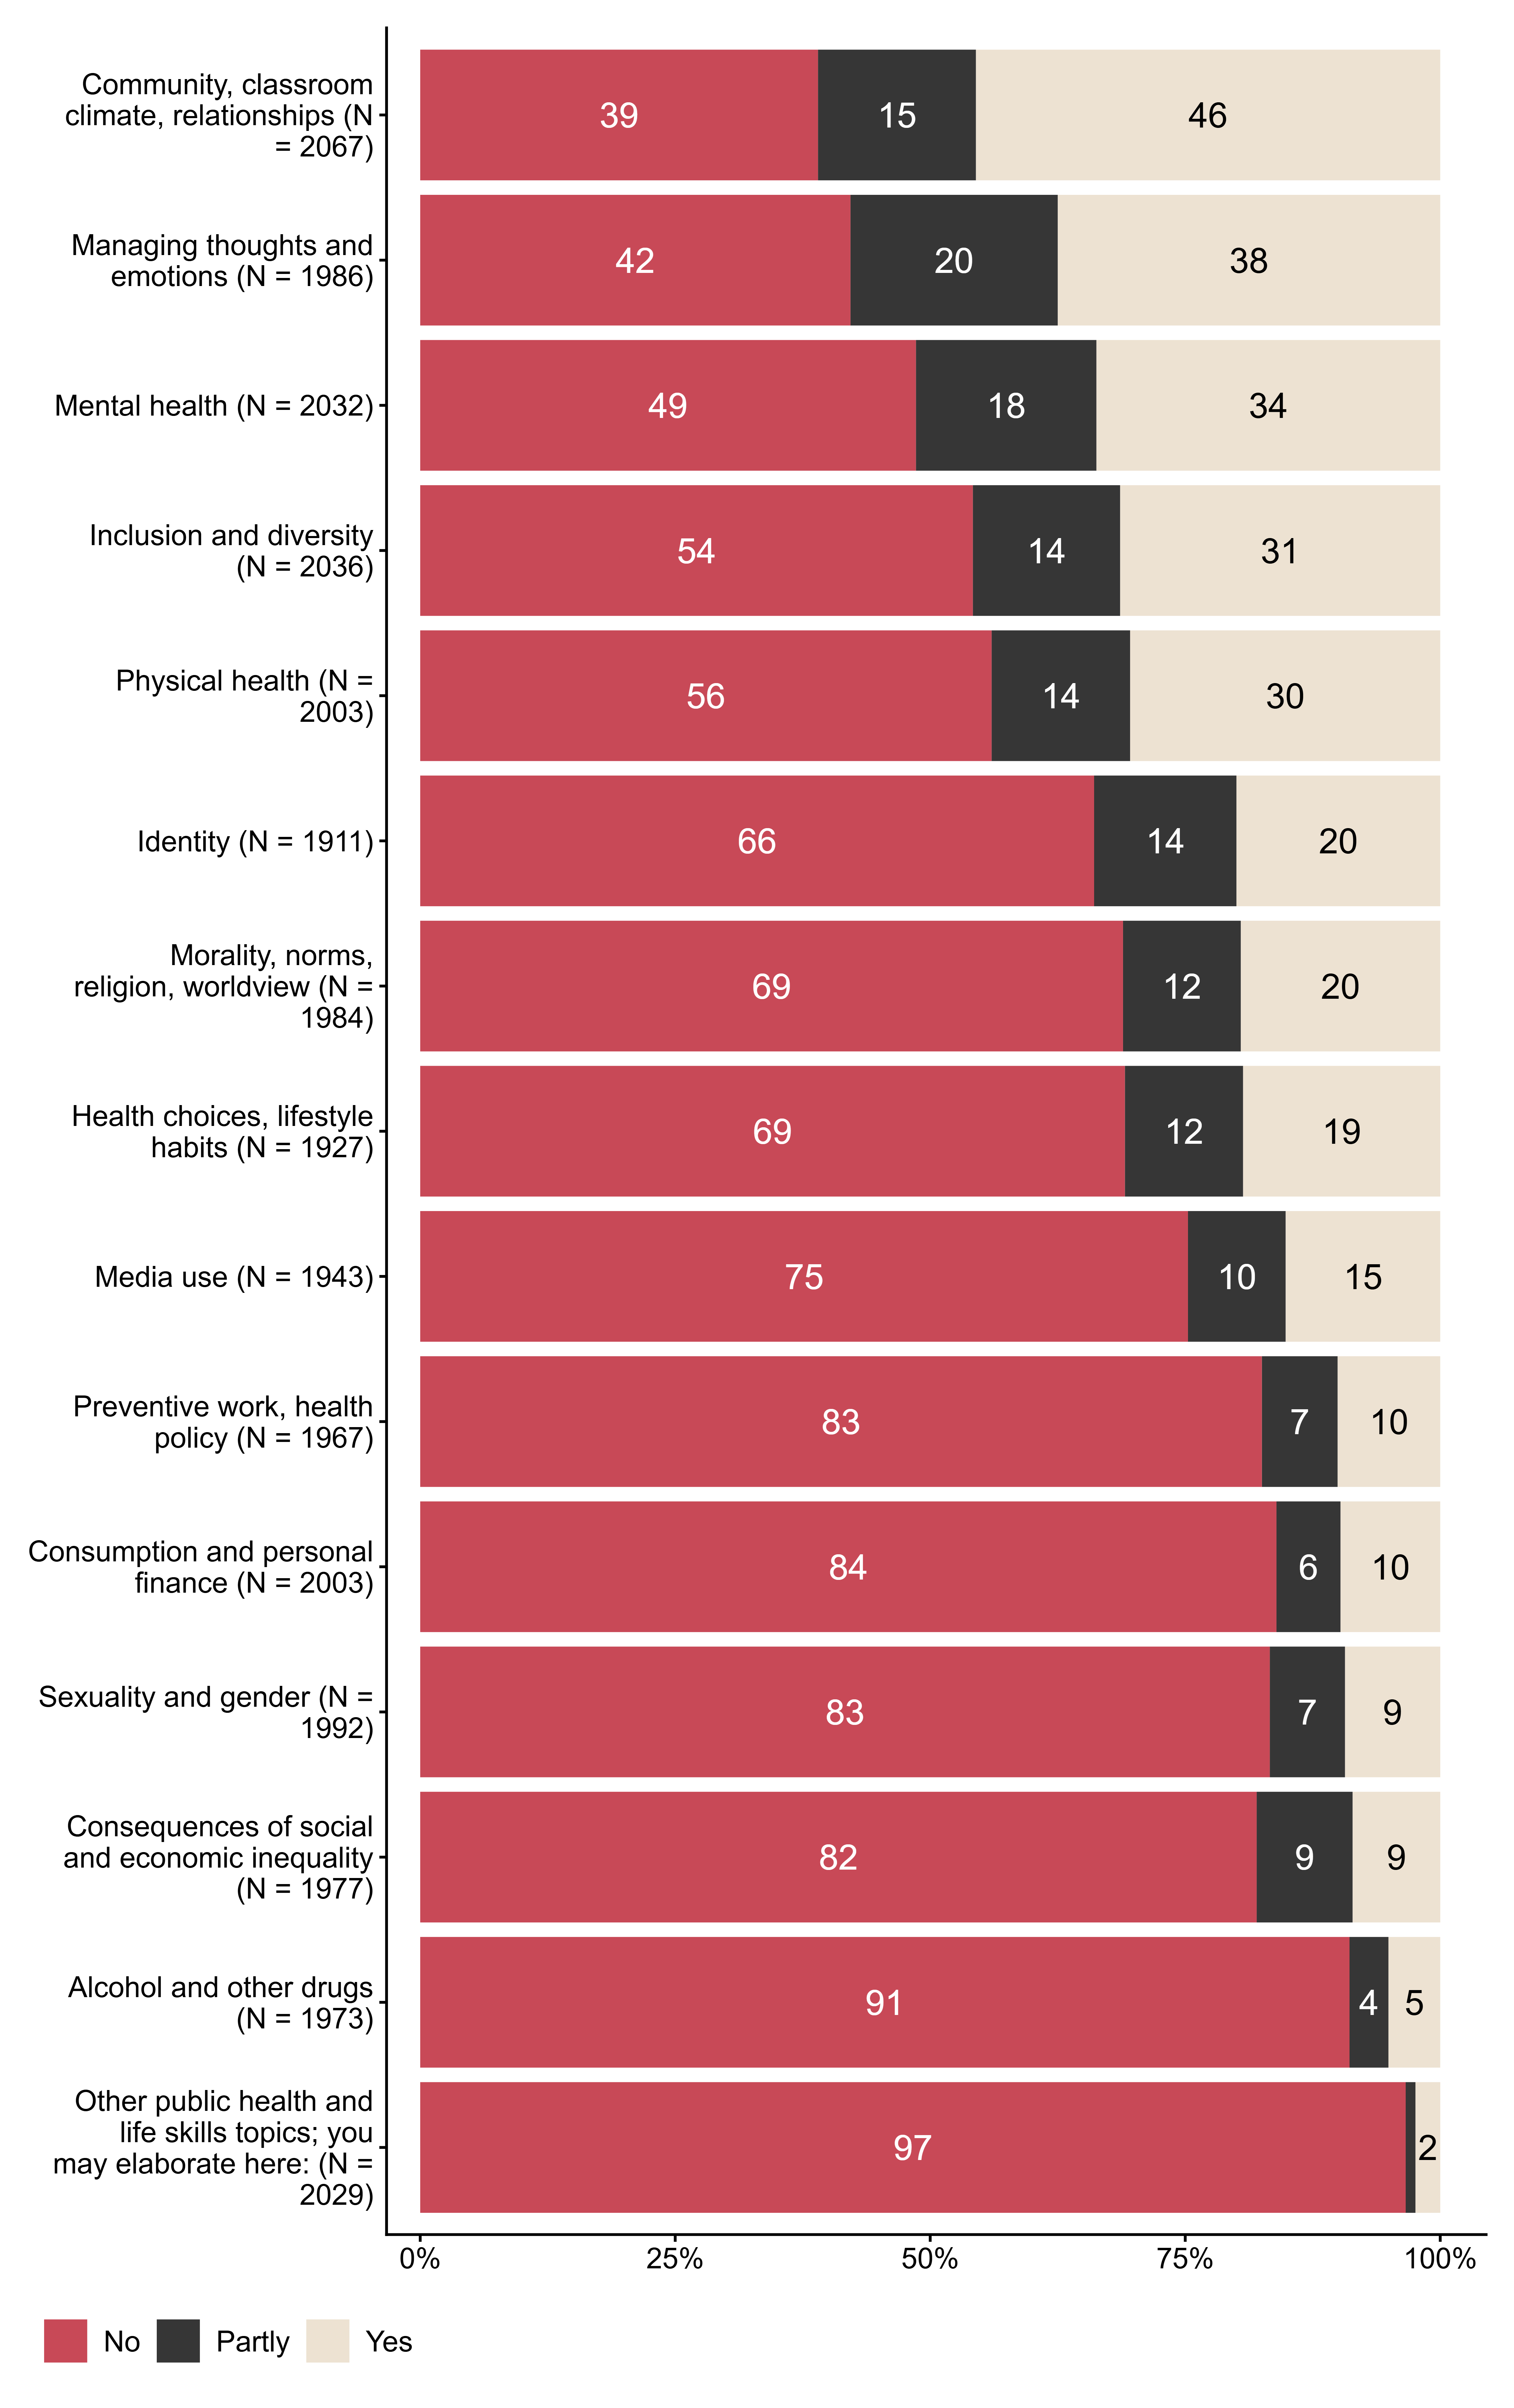 Community, classroom
climate, relationships (N
= 2067)
39 15 46
Managing thoughts and
emotions (N = 1986)
42 20 38
Mental health (N = 2032)
49 18 34
Inclusion and diversity
(N = 2036)
54 14 31
Physical health (N =
2003)
56 14 30
Identity (N = 1911)
66 14 20
Morality, norms,
religion, worldview (N =
1984)
69 12 20
Health choices, lifestyle
habits (N = 1927)
69 12 19
Media use (N = 1943)
75 10 15
Preventive work, health
policy (N = 1967)
83 7 10
Consumption and personal
finance (N = 2003)
84 6 10
Sexuality and gender (N =
1992)
83 7 9
Consequences of social
and economic inequality
(N = 1977)
82 9 9
Alcohol and other drugs
(N = 1973)
91 4 5
Other public health and
life skills topics; you
may elaborate here: (N =
2029)
97 2
0% 25% 50% 75% 100%
No Partly Yes